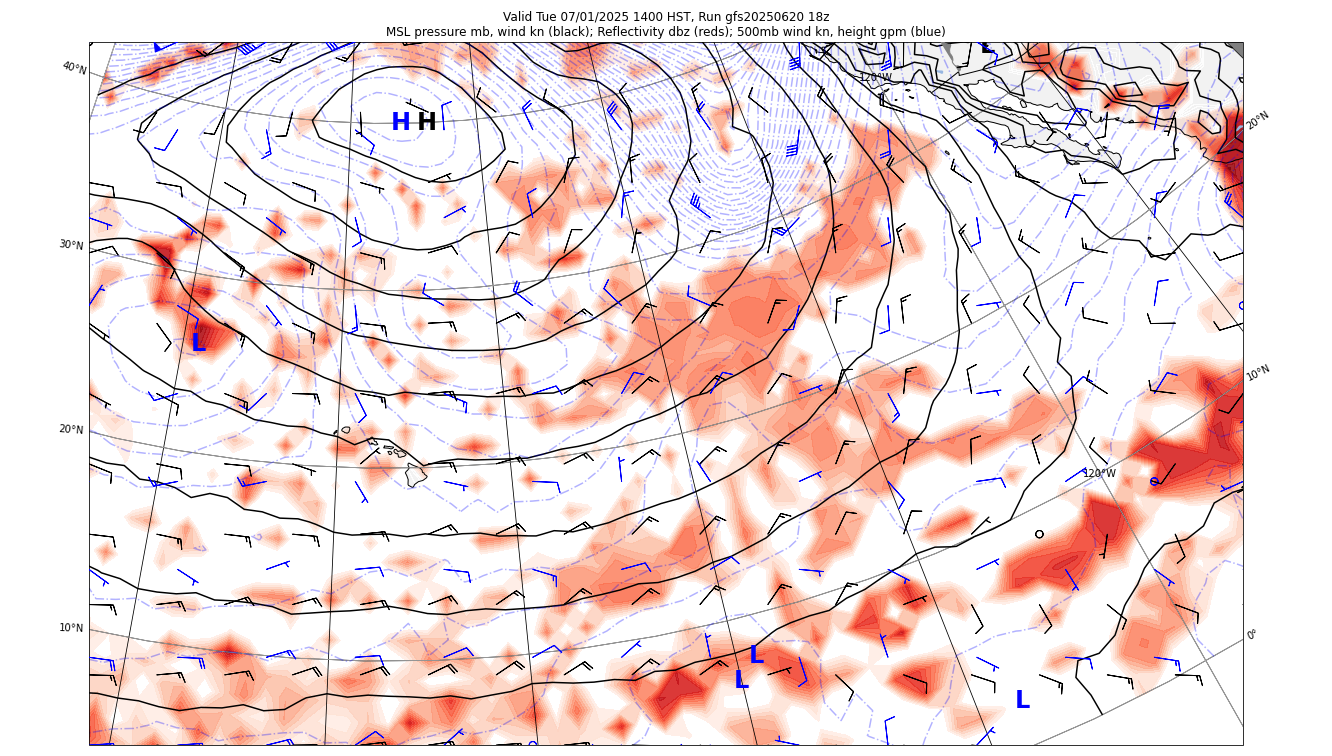 Valid Tue 07/01/2025 1400 HST, Run gfs20250620 18z
MSL pressure mb, wind kn (black); Reflectivity dbz (reds); 500mb wind kn, height gpm (blue)
L
40°N
120°W
20°N
H H
30°N
L
10°N
20°N
120°W
10°N
0°
L
L
L